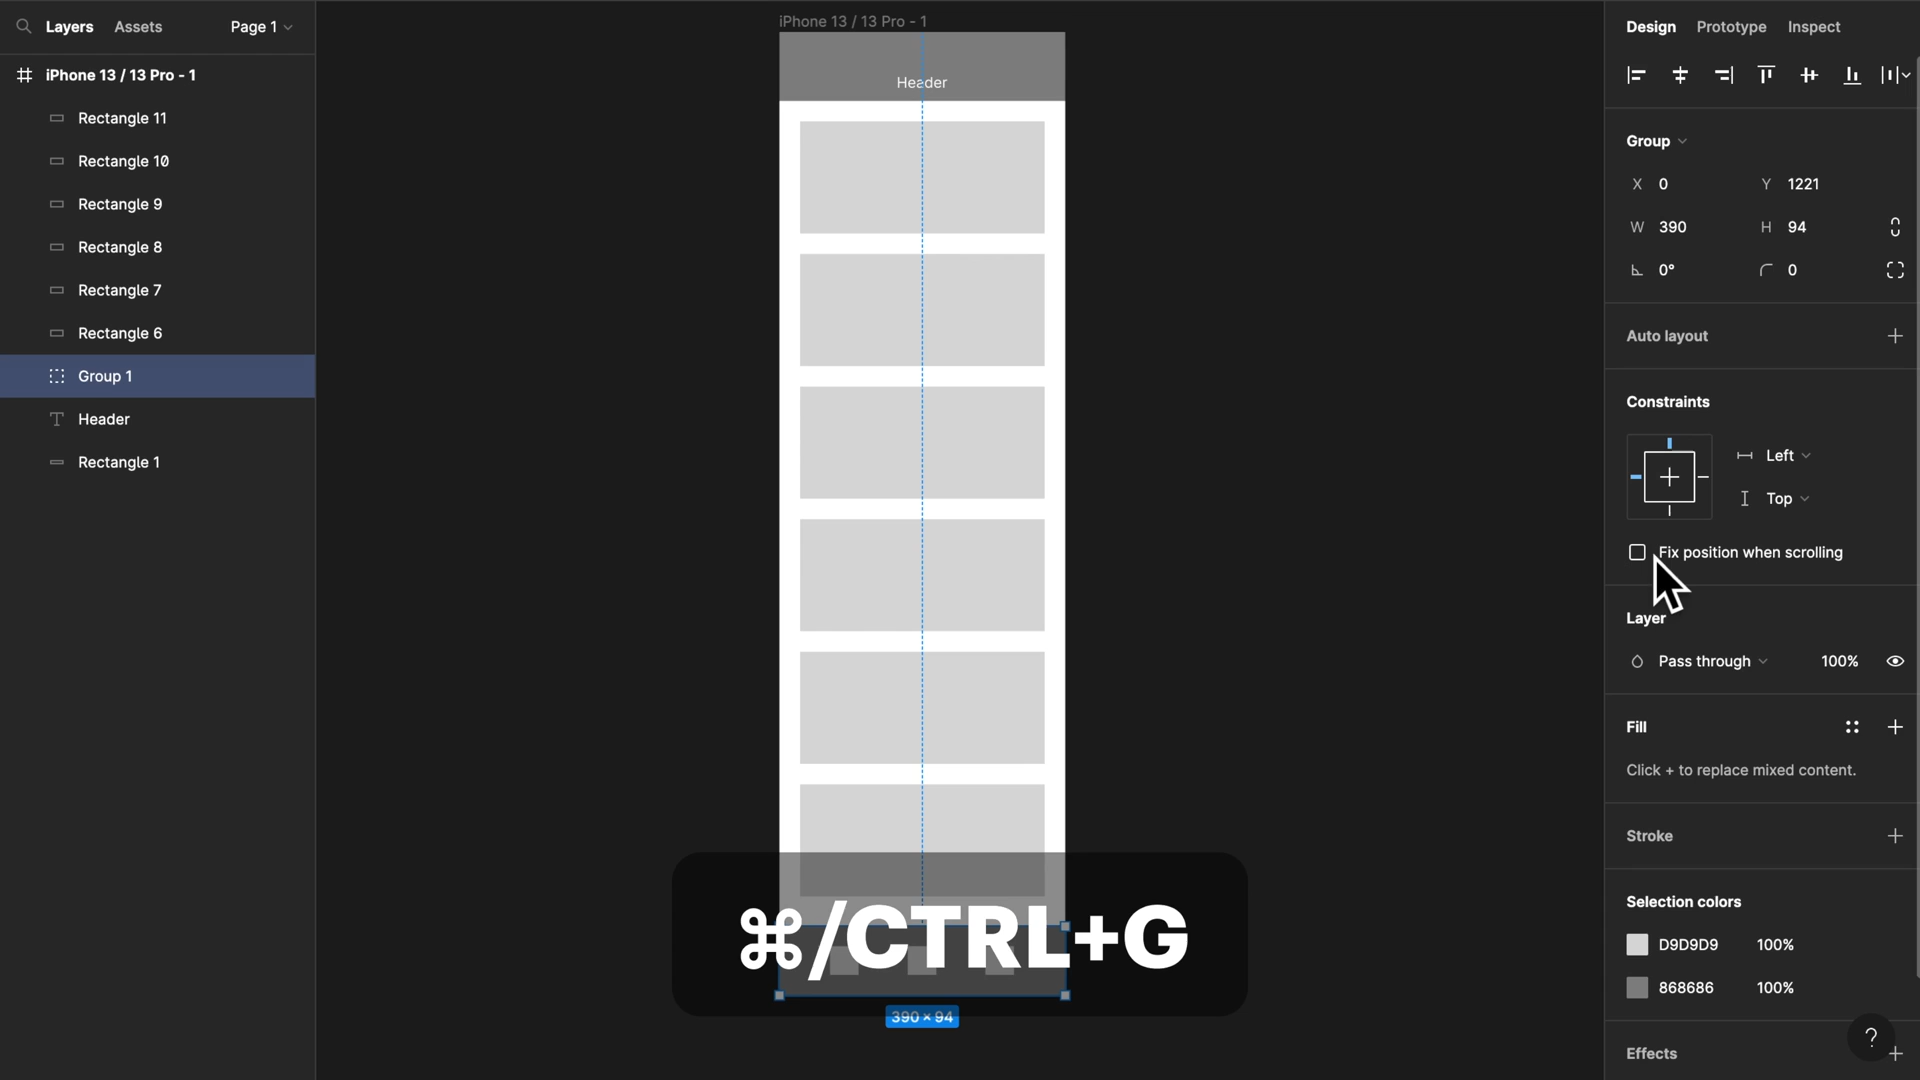 Layers
Assets
Page 1
iPhone 13 / 13 Pro - 1
Rectangle 11
Rectangle 10
Rectangle 9
Rectangle 8
Rectangle 7
Rectangle 6
Group 1
Header
Rectangle 1
iPhone 13 / 13 Pro - 1
Header
⌘/CTRL+G
390 × 94
Design
Prototype
Inspect
Group
X 0
Y 1221
W 390
H 94
0°
0
Auto layout
Constraints
Left
Top
Fix position when scrolling
Layer
Pass through
100%
Fill
Click + to replace mixed content.
Stroke
Selection colors
D9D9D9 100%
868686 100%
Effects
?